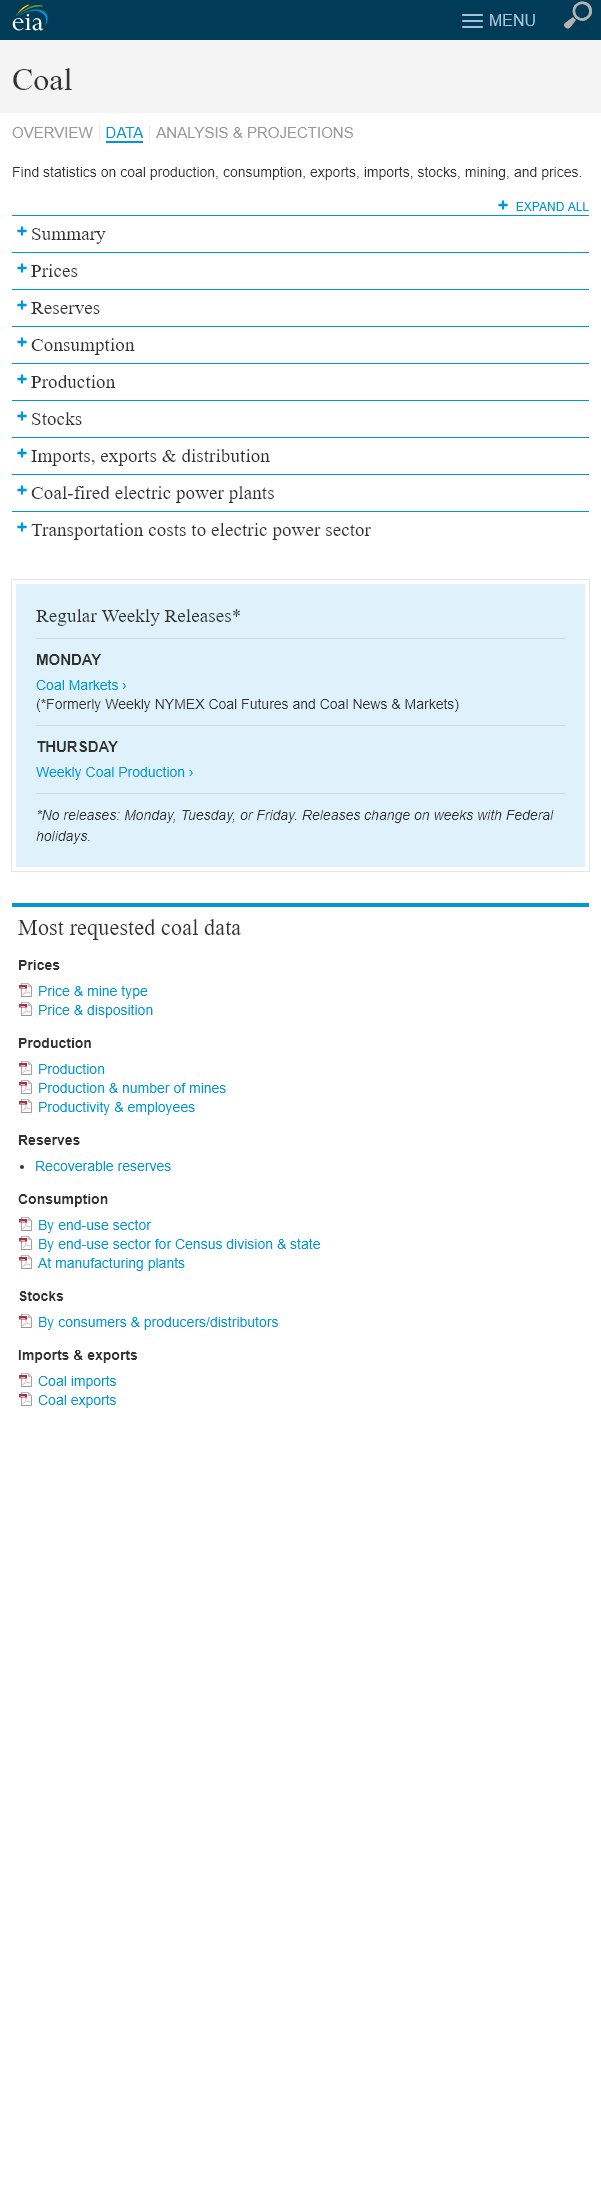 eia
MENU
Coal
OVERVIEW DATA ANALYSIS & PROJECTIONS
Find statistics on coal production, consumption, exports, imports, stocks, mining, and prices.
+ EXPAND ALL
+ Summary
+ Prices
+ Reserves
+ Consumption
+ Production
+ Stocks
+ Imports, exports & distribution
+ Coal-fired electric power plants
+ Transportation costs to electric power sector
Regular Weekly Releases*
MONDAY
Coal Markets ›
(*Formerly Weekly NYMEX Coal Futures and Coal News & Markets)
THURSDAY
Weekly Coal Production ›
*No releases: Monday, Tuesday, or Friday. Releases change on weeks with Federal
holidays.
Most requested coal data
Prices
Price & mine type
Price & disposition
Production
Production
Production & number of mines
Productivity & employees
Reserves
• Recoverable reserves
Consumption
By end-use sector
By end-use sector for Census division & state
At manufacturing plants
Stocks
By consumers & producers/distributors
Imports & exports
Coal imports
Coal exports